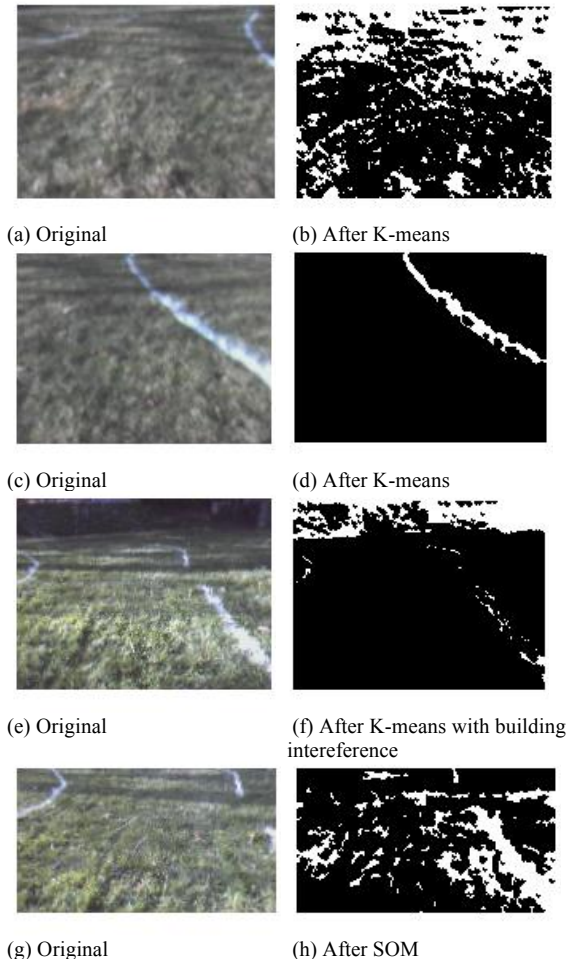 (a) Original
(b) After K-means
(c) Original
(d) After K-means
(e) Original
(f) After K-means with building
intereference
(g) Original
(h) After SOM